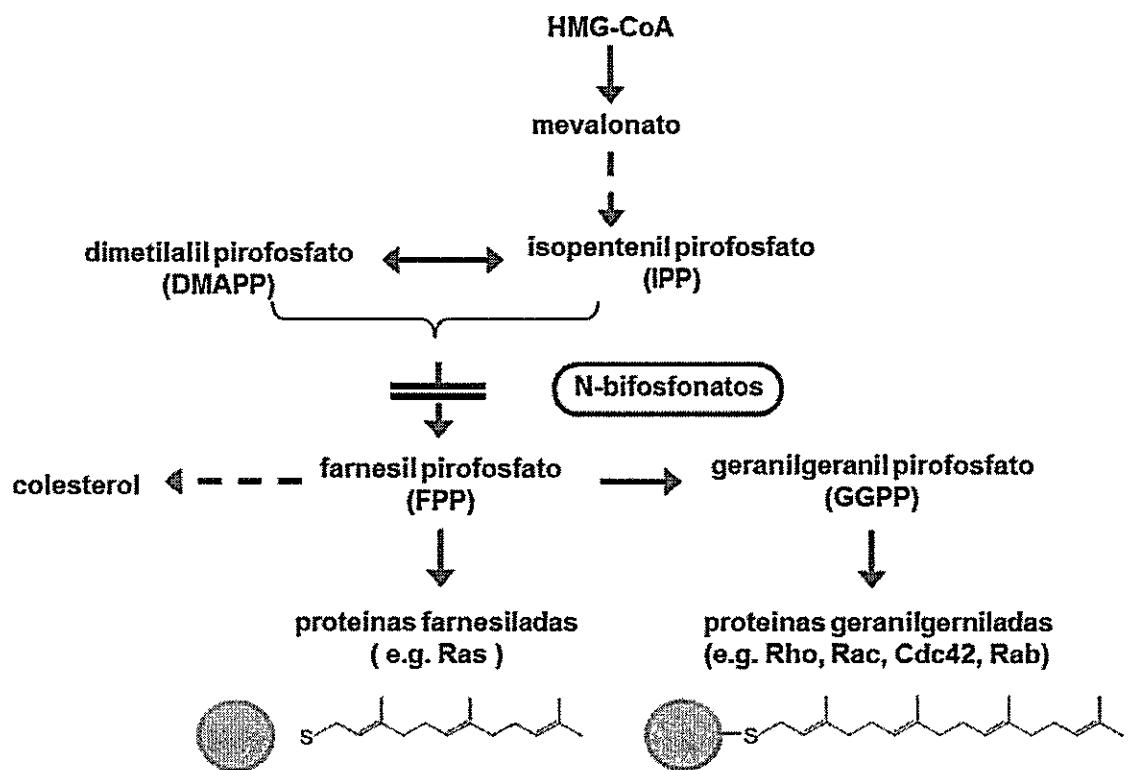 HMG-CoA
mevalonato
dimetilalil pirofosfato
(DMAPP)
isopentenil pirofosfato
(IPP)
N-bifosfonatos
colesterol
farnesil pirofosfato
(FPP)
geranilgeranil pirofosfato
(GGPP)
proteinas farnesiladas
( e.g. Ras )
proteinas geranilgerniladas
(e.g. Rho, Rac, Cdc42, Rab)
S
S